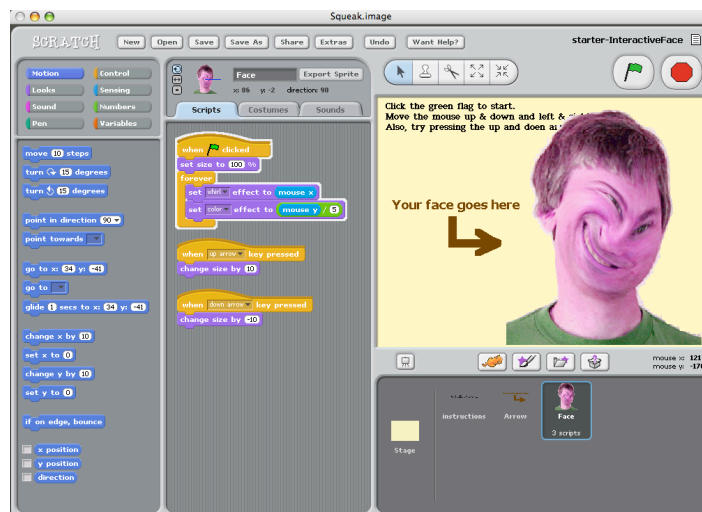 Squeak.image
SCRATCH New Open Save Save As Share Extras Undo Want Help? starter-InteractiveFace
Motion Control
Looks Sensing
Sound Numbers
Pen Variables
move 10 steps
turn 15 degrees
turn 15 degrees
point in direction 90
point towards
go to x: 34 y: -41
go to
glide 1 secs to x: 34 y: -41
change x by 10
set x to 0
change y by 10
set y to 0
if on edge, bounce
x position
y position
direction
Face Export Sprite
x: 86 y: -2 direction: 90
Scripts Costumes Sounds
when clicked
set size to 100 %
forever
set whirl effect to mouse x
set color effect to mouse y / 5
when up arrow key pressed
change size by 10
when down arrow key pressed
change size by -10
Click the green flag to start.
Move the mouse up & down and left &
Also, try pressing the up and doen
Your face goes here
mouse x: 121
mouse y:
Stage
instructions
Arrow
Face
3 scripts